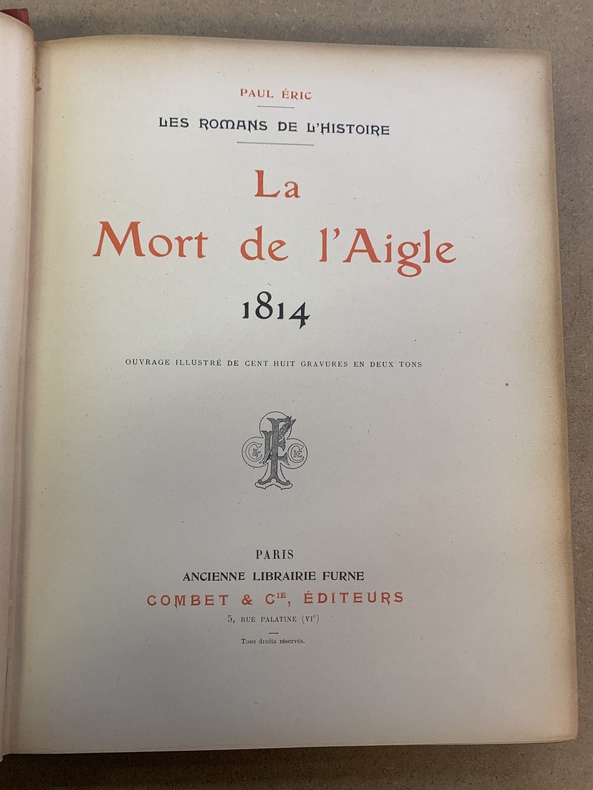 PAUL ÉRIC
LES ROMANS DE L'HISTOIRE
La
Mort de l'Aigle
1814
OUVRAGE ILLUSTRÉ DE CENT HUIT GRAVURES EN DEUX TONS
PARIS
ANCIENNE LIBRAIRIE FURNE
COMBET & CIE, ÉDITEURS
5, RUE PALATINE (VIe)
Tous droits réservés.